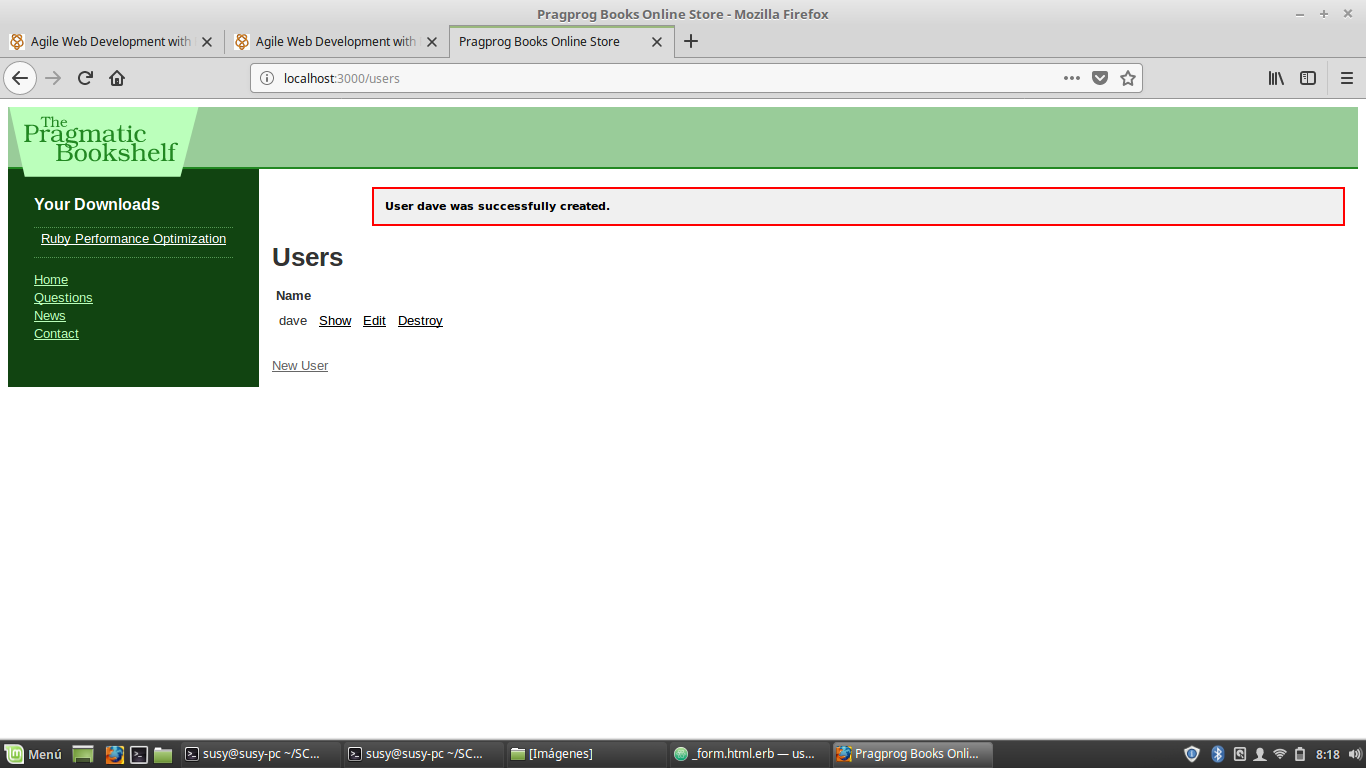 Pragprog Books Online Store - Mozilla Firefox
Agile Web Development with
Agile Web Development with
Pragprog Books Online Store
localhost:3000/users
The
Pragmatic
Bookshelf
Your Downloads
Ruby Performance Optimization
Home
Questions
News
Contact
User dave was successfully created.
Users
Name
dave Show Edit Destroy
New User
Menú
susy@susy-pc ~/SC...
susy@susy-pc ~/SC...
[Imágenes]
_form.html.erb — us...
Pragprog Books Onli...
8:18